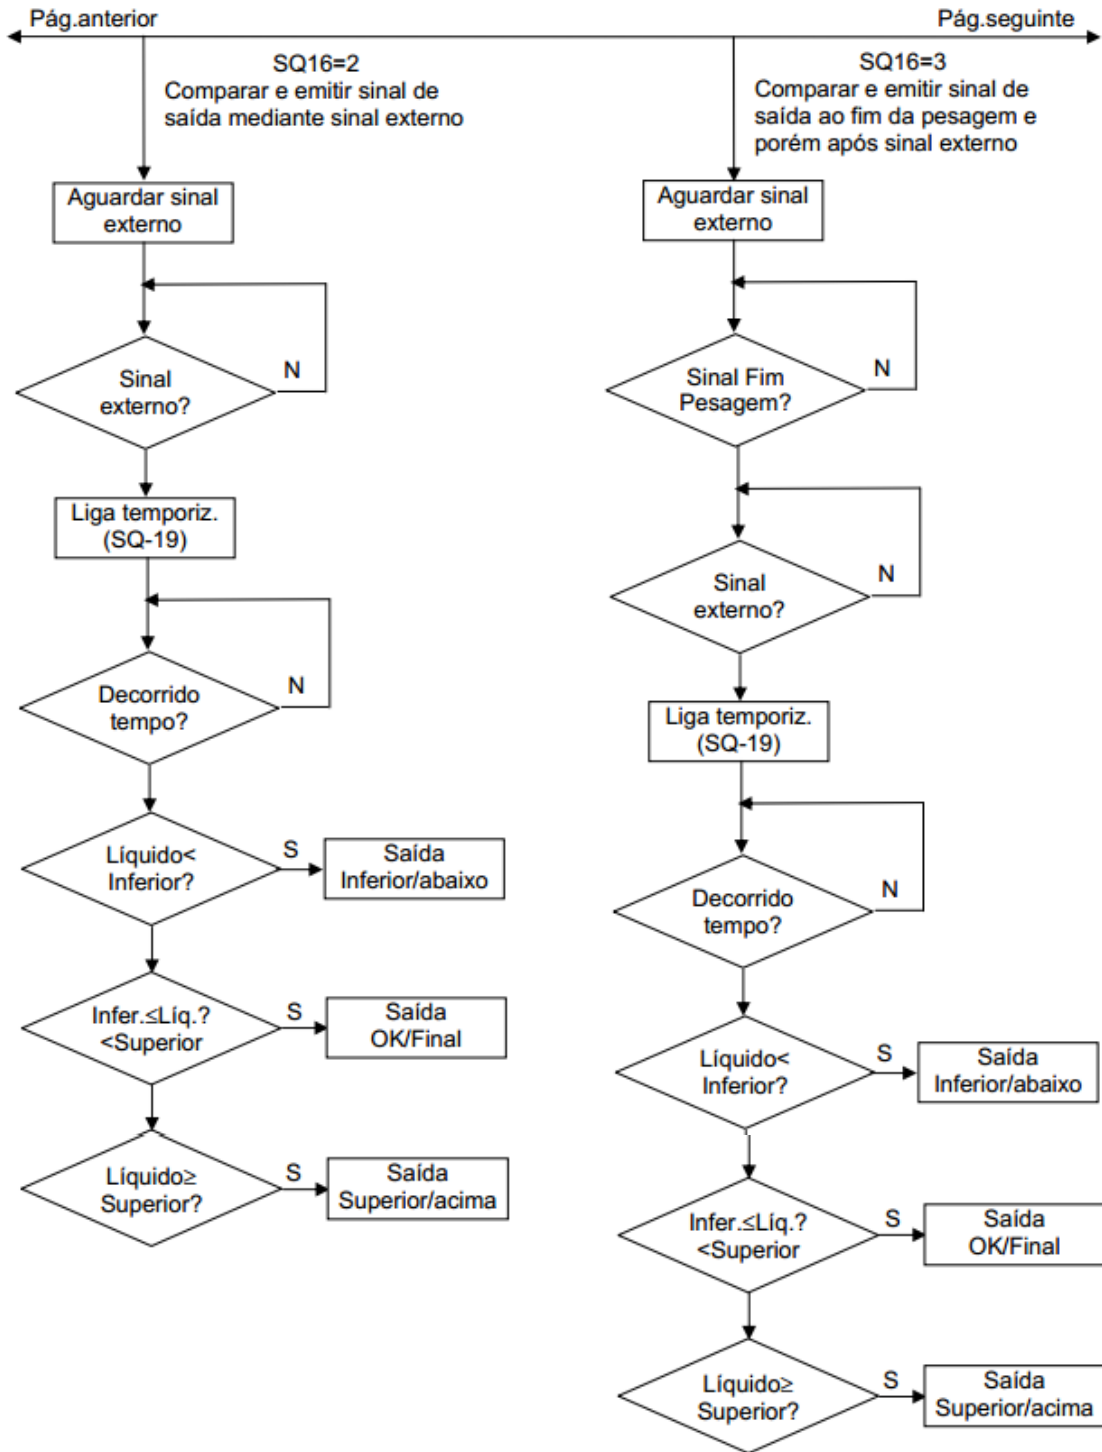 Pág.anterior
Pág.seguinte
SQ16=2
Comparar e emitir sinal de
saída mediante sinal externo
Aguardar sinal
externo
Sinal
externo?
N
Liga temporiz.
(SQ-19)
Decorrido
tempo?
N
Líquido<
Inferior?
S
Saída
Inferior/abaixo
Infer.≤Líq.?
<Superior
S
Saída
OK/Final
Líquido≥
Superior?
S
Saída
Superior/acima
SQ16=3
Comparar e emitir sinal de
saída ao fim da pesagem e
porém após sinal externo
Aguardar sinal
externo
Sinal Fim
Pesagem?
N
Sinal
externo?
N
Liga temporiz.
(SQ-19)
Decorrido
tempo?
N
Líquido<
Inferior?
S
Saída
Inferior/abaixo
Infer.≤Líq.?
<Superior
S
Saída
OK/Final
Líquido≥
Superior?
S
Saída
Superior/acima